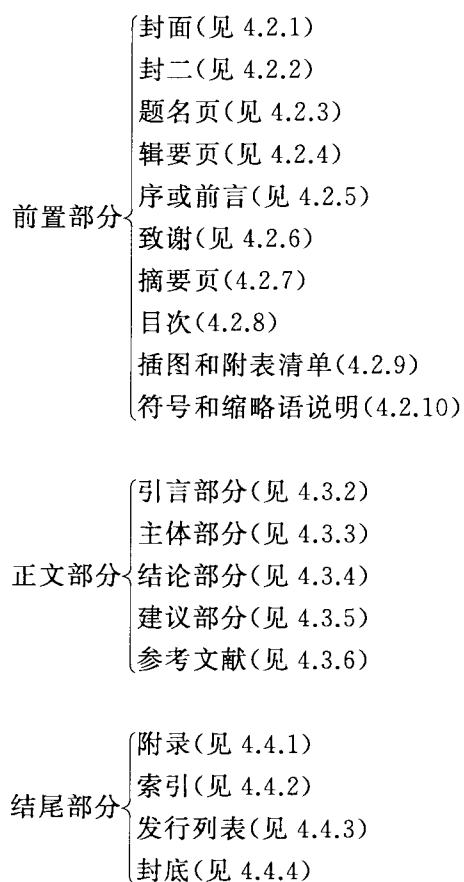 封面(见 4.2.1)
封二(见 4.2.2)
题名页(见 4.2.3)
辑要页(见 4.2.4)
前置部分 序或前言(见 4.2.5)
致谢(见 4.2.6)
摘要页(4.2.7)
目次(4.2.8)
插图和附表清单(4.2.9)
符号和缩略语说明(4.2.10)
引言部分(见 4.3.2)
主体部分(见 4.3.3)
正文部分 结论部分(见 4.3.4)
建议部分(见 4.3.5)
参考文献(见 4.3.6)
附录(见 4.4.1)
索引(见 4.4.2)
结尾部分 发行列表(见 4.4.3)
封底(见 4.4.4)